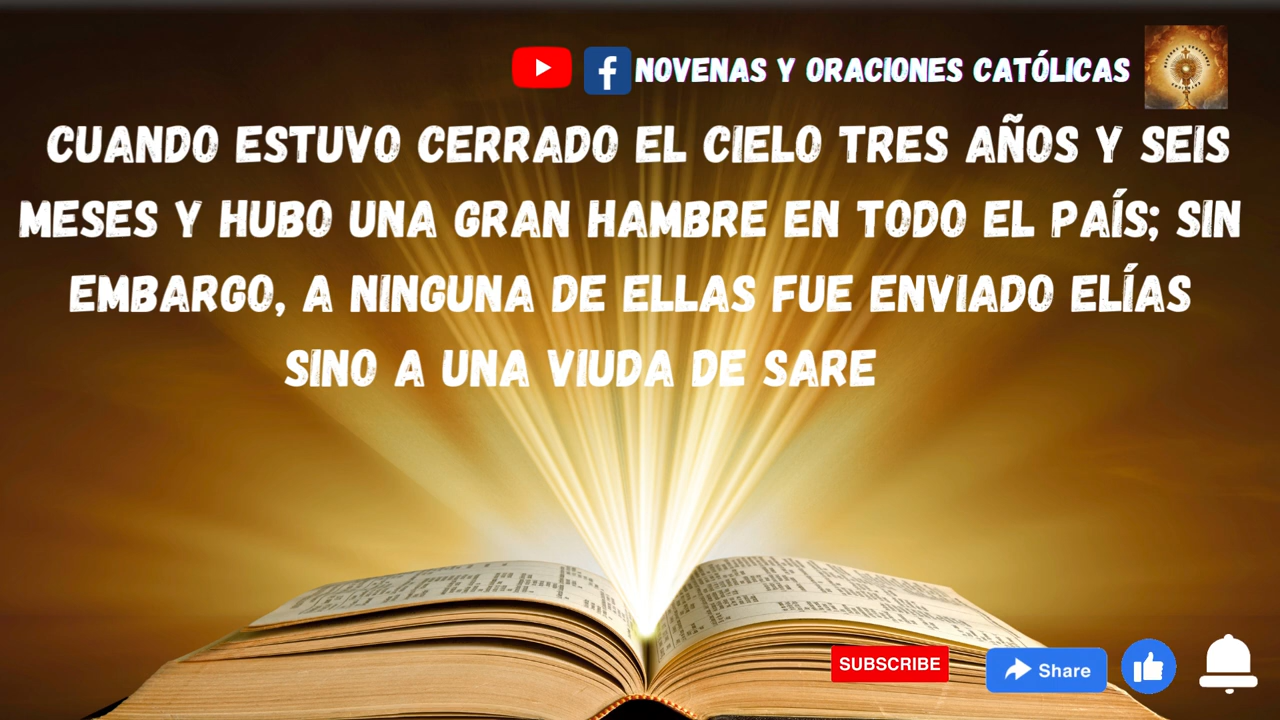 NOVENAS Y ORACIONES CATÓLICAS
CUANDO ESTUVO CERRADO EL CIELO TRES AÑOS Y SEIS
MESES Y HUBO UNA GRAN HAMBRE EN TODO EL PAÍS; SIN
EMBARGO, A NINGUNA DE ELLAS FUE ENVIADO ELÍAS
SINO A UNA VIUDA DE SARE
SUBSCRIBE
Share